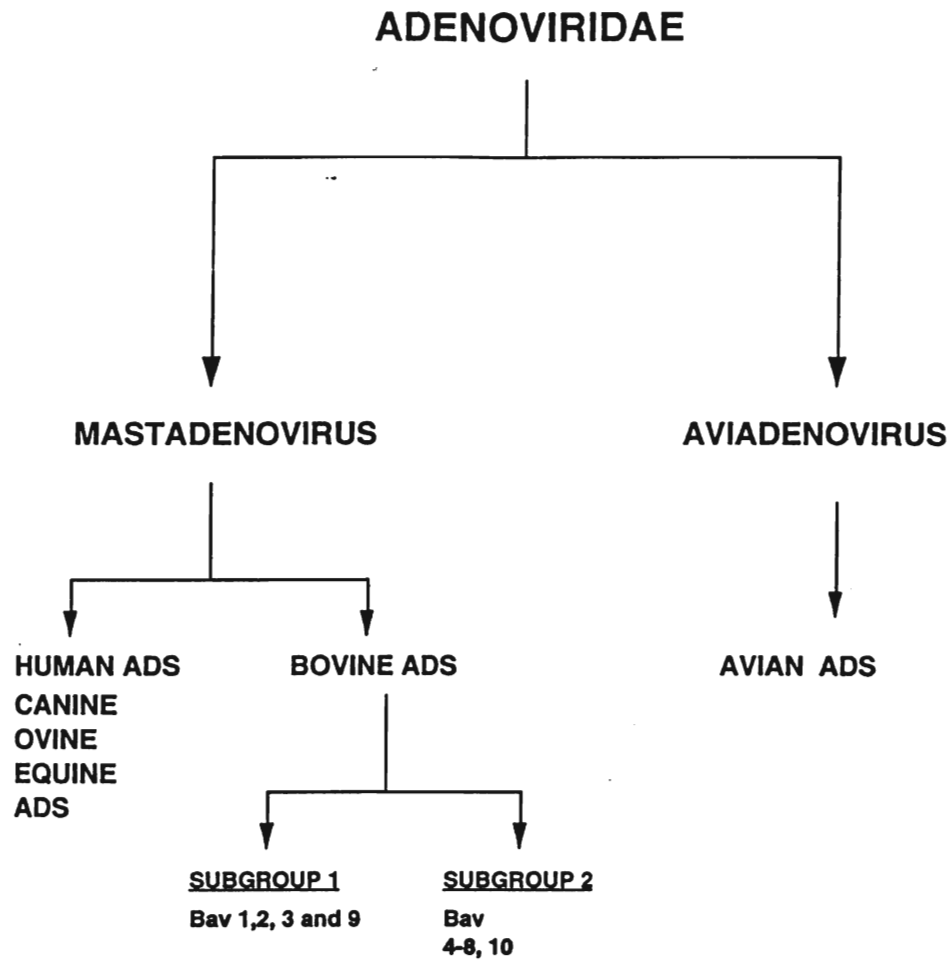 ADENOVIRIDAE
MASTADENOVIRUS
AVIADENOVIRUS
HUMAN ADS
CANINE
OVINE
EQUINE
ADS
BOVINE ADS
AVIAN ADS
SUBGROUP 1
Bav 1,2, 3 and 9
SUBGROUP 2
Bav
4-8, 10